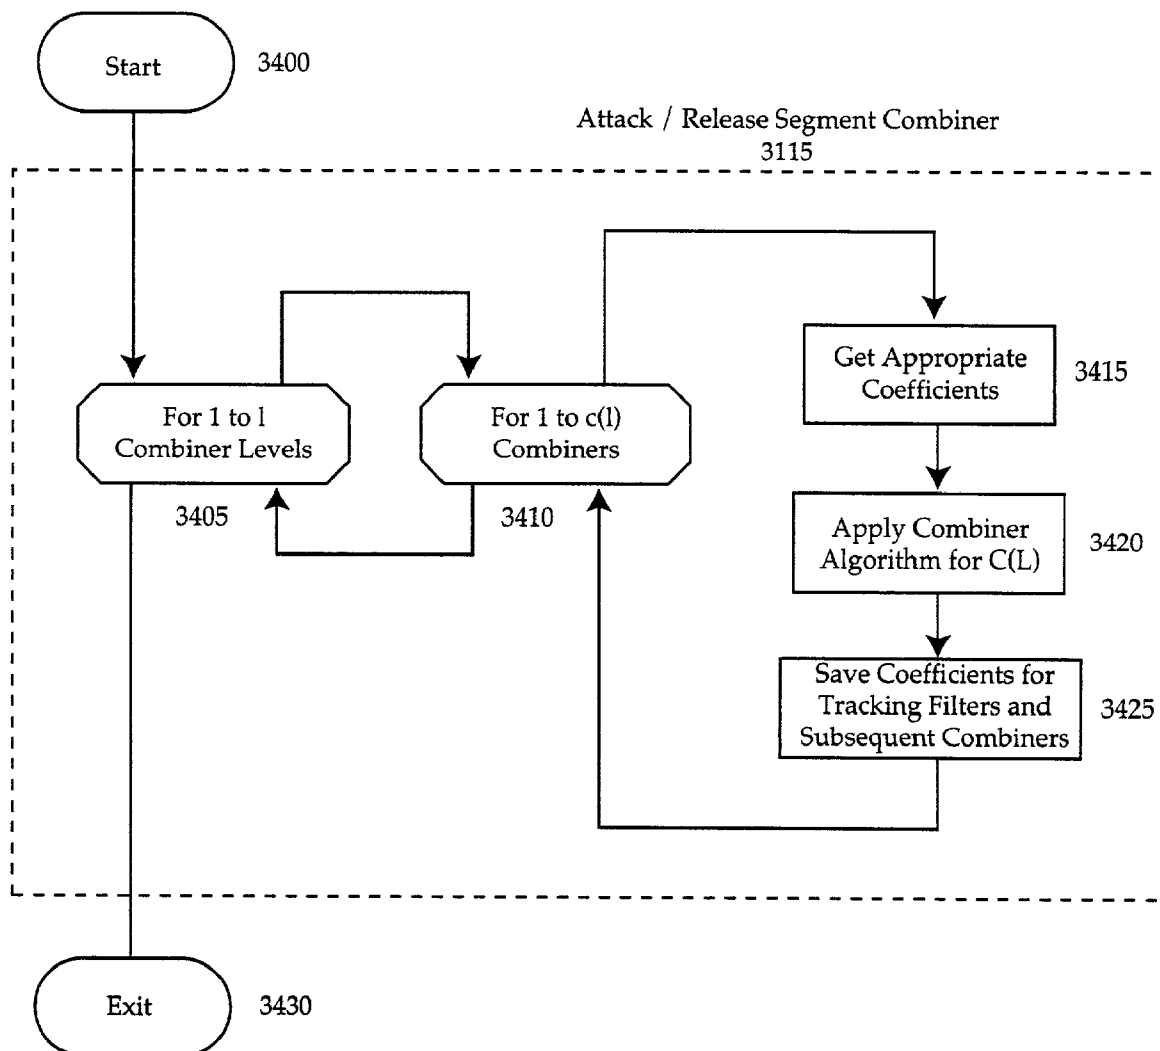 Start
3400
Attack / Release Segment Combiner
3115
For 1 to l
Combiner Levels
3405
For 1 to c(l)
Combiners
3410
Get Appropriate
Coefficients
3415
Apply Combiner
Algorithm for C(L)
3420
Save Coefficients for
Tracking Filters and
Subsequent Combiners
3425
Exit
3430